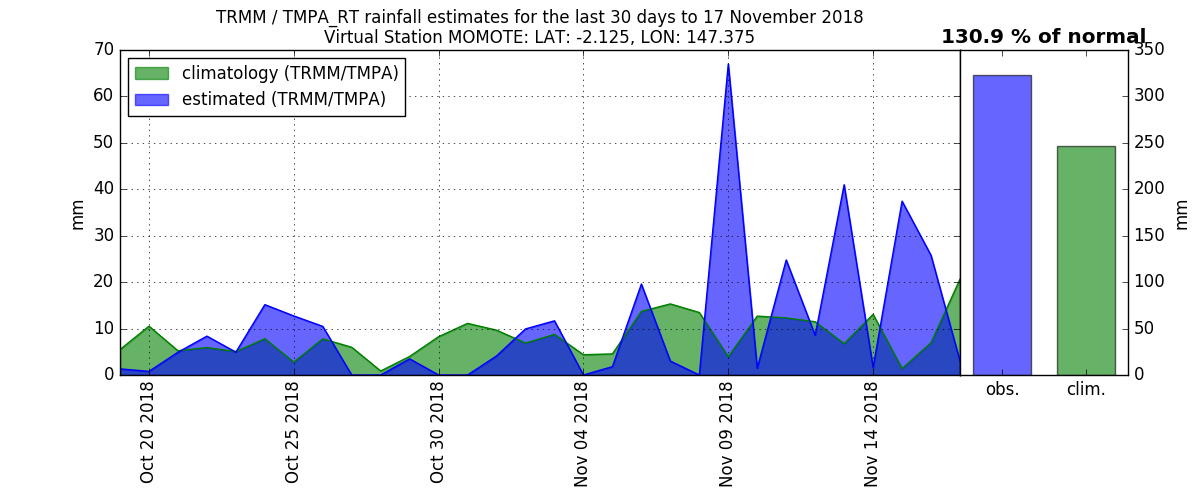 TRMM / TMPA_RT rainfall estimates for the last 30 days to 17 November 2018
Virtual Station MOMOTE: LAT: -2.125, LON: 147.375
130.9 % of normal
climatology (TRMM/TMPA)
estimated (TRMM/TMPA)
70
60
50
40
30
20
10
0
mm
350
300
250
200
150
100
50
0
mm
Oct 20 2018
Oct 25 2018
Oct 30 2018
Nov 04 2018
Nov 09 2018
Nov 14 2018
obs.
clim.